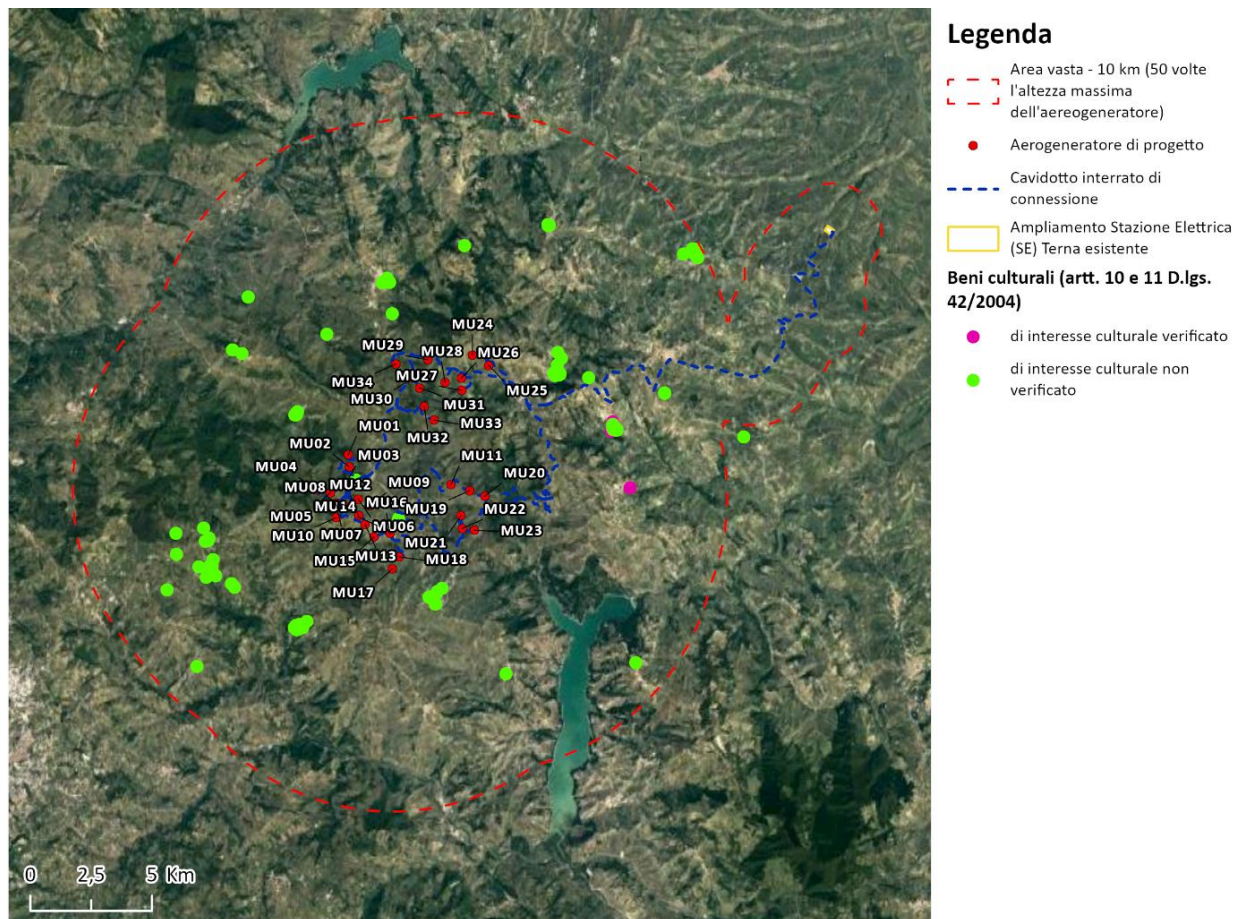 Legenda
Area vasta - 10 km (50 volte
l'altezza massima
dell'aereogeneratore)
Aerogeneratore di progetto
Cavidotto interrato di
connessione
Ampliamento Stazione Elettrica
(SE) Terna esistente
Beni culturali (artt. 10 e 11 D.lgs.
42/2004)
di interesse culturale verificato
di interesse culturale non
verificato
MU24
MU29
MU28
MU26
MU34
MU27
MU25
MU30
MU31
MU32
MU33
MU01
MU02
MU03
MU04
MU11
MU08
MU12
MU09
MU20
MU14
MU16
MU19
MU22
MU05
MU10
MU07
MU06
MU21
MU23
MU15
MU13
MU18
MU17
0 2,5 5 Km